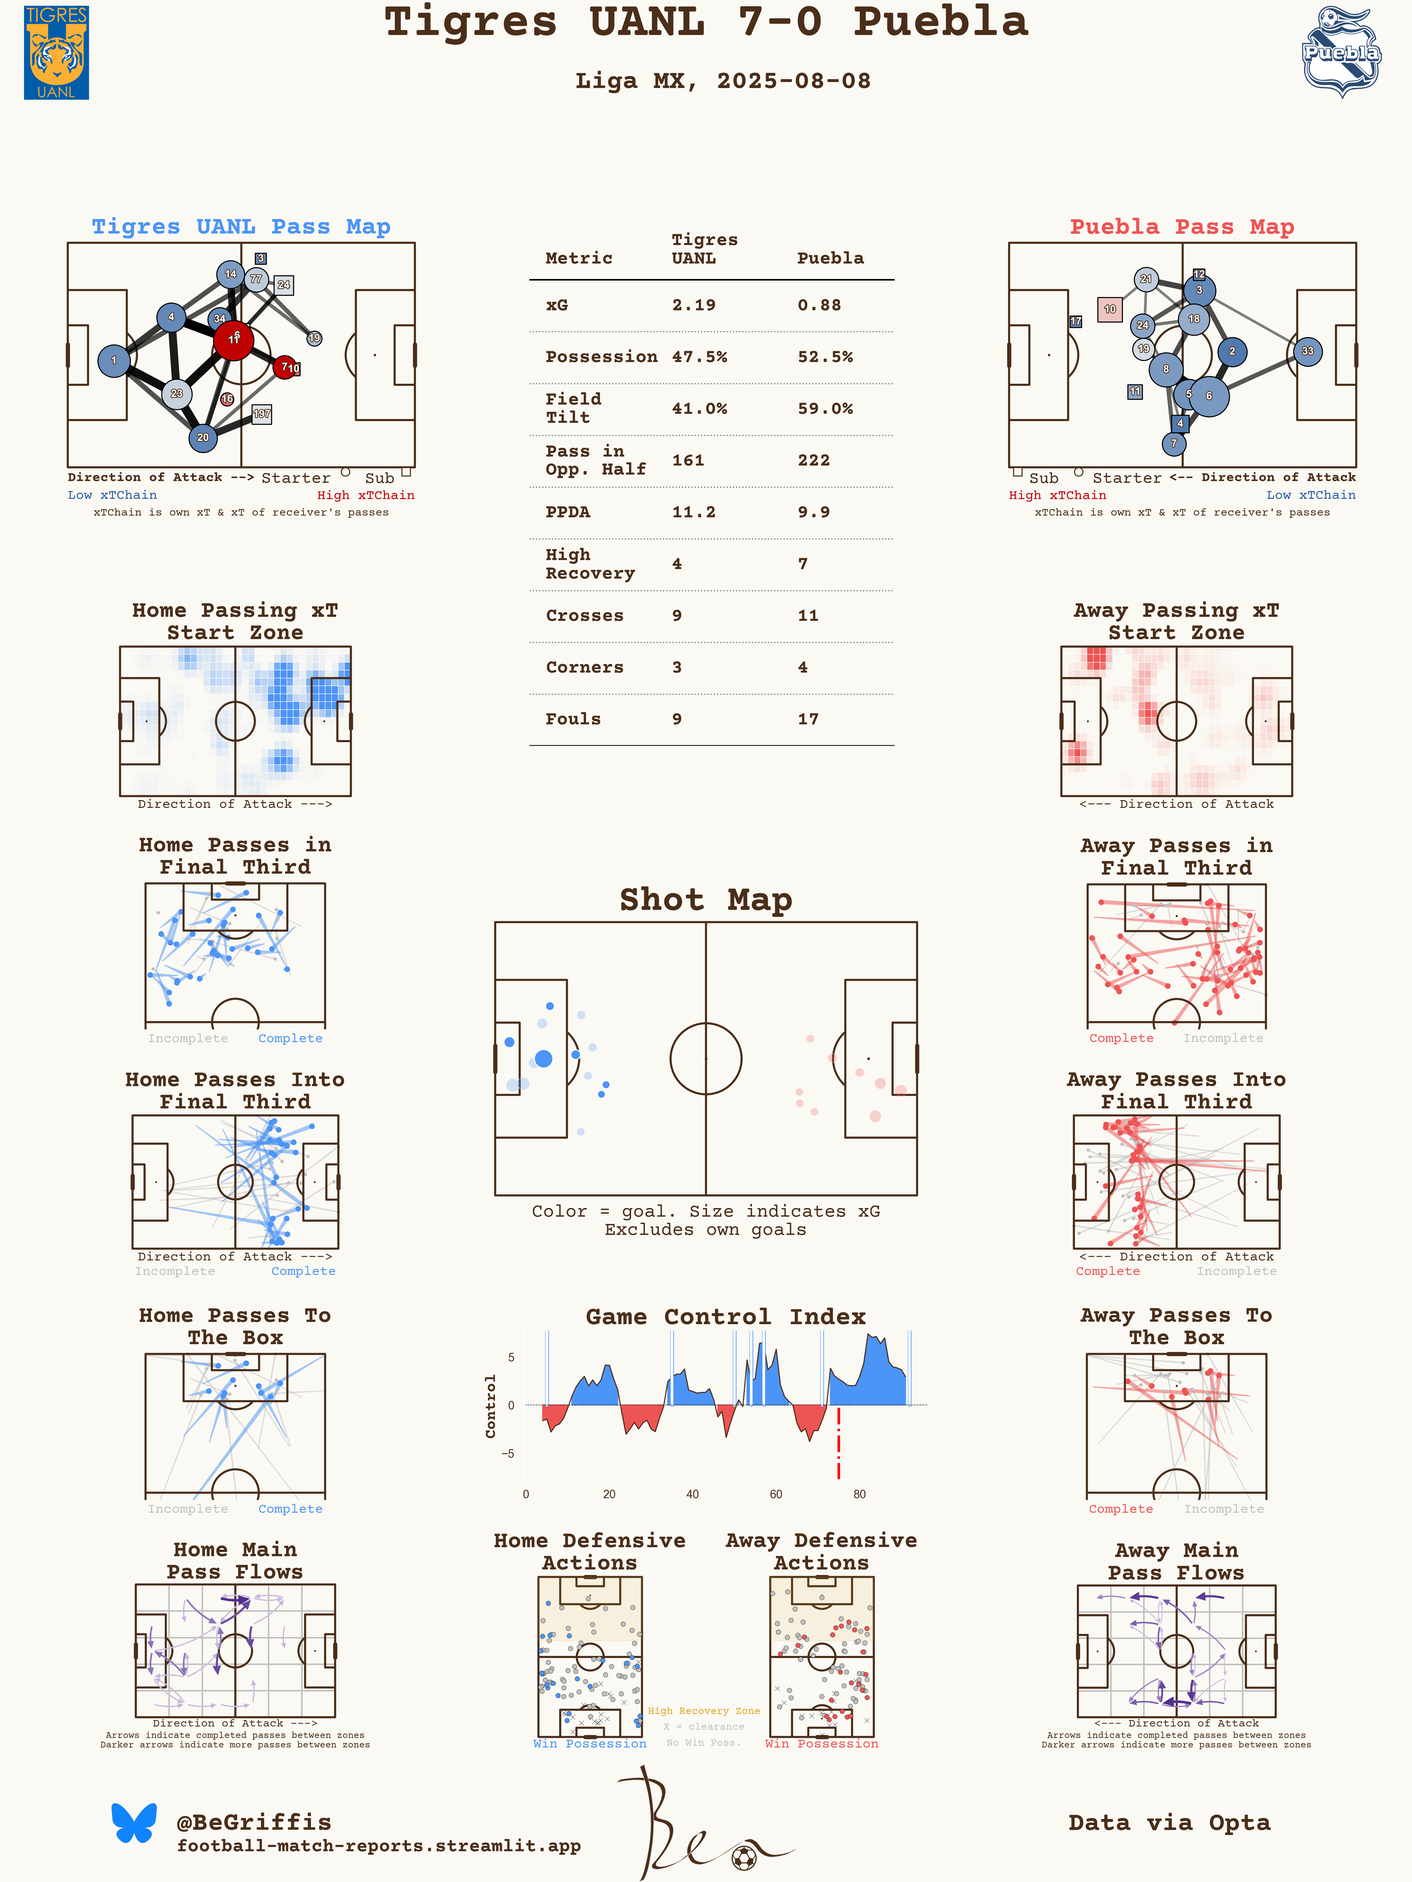 Tigres UANL 7-0 Puebla
Liga MX, 2025-08-08
TIGRES
UANL
Puebla
Tigres UANL Pass Map
3
14
77
24
4
34
6
11
19
1
7
10
23
16
197
20
Direction of Attack --> Starter Sub
Low xTChain High xTChain
xTChain is own xT & xT of receiver's passes
Metric Tigres UANL Puebla
xG 2.19 0.88
Possession 47.5% 52.5%
Field Tilt 41.0% 59.0%
Pass in Opp. Half 161 222
PPDA 11.2 9.9
High Recovery 4 7
Crosses 9 11
Corners 3 4
Fouls 9 17
Puebla Pass Map
21
12
3
10
17
24
18
19
2
33
8
11
5
6
4
7
Sub Starter <-- Direction of Attack
High xTChain Low xTChain
xTChain is own xT & xT of receiver's passes
Home Passing xT
Start Zone
Direction of Attack --->
Away Passing xT
Start Zone
<--- Direction of Attack
Home Passes in
Final Third
Incomplete Complete
Away Passes in
Final Third
Complete Incomplete
Shot Map
Color = goal. Size indicates xG
Excludes own goals
Home Passes Into
Final Third
Direction of Attack --->
Incomplete Complete
Away Passes Into
Final Third
<--- Direction of Attack
Complete Incomplete
Home Passes To
The Box
Incomplete Complete
Game Control Index
Control
5
0
−5
0 20 40 60 80
Away Passes To
The Box
Complete Incomplete
Home Main
Pass Flows
Direction of Attack --->
Arrows indicate completed passes between zones
Darker arrows indicate more passes between zones
Home Defensive
Actions
Win Possession
High Recovery Zone
X = clearance
No Win Poss.
Away Defensive
Actions
Win Possession
Away Main
Pass Flows
<--- Direction of Attack
Arrows indicate completed passes between zones
Darker arrows indicate more passes between zones
@BeGriffis
football-match-reports.streamlit.app
Ben
Data via Opta